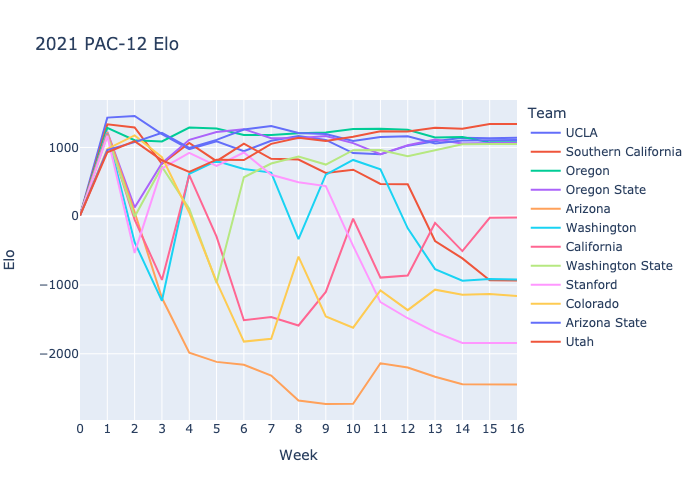 2021 PAC-12 Elo
Team
UCLA
Southern California
Oregon
Oregon State
Arizona
Washington
California
Washington State
Stanford
Colorado
Arizona State
Utah
Elo
1000
0
−1000
−2000
0 1 2 3 4 5 6 7 8 9 10 11 12 13 14 15 16
Week